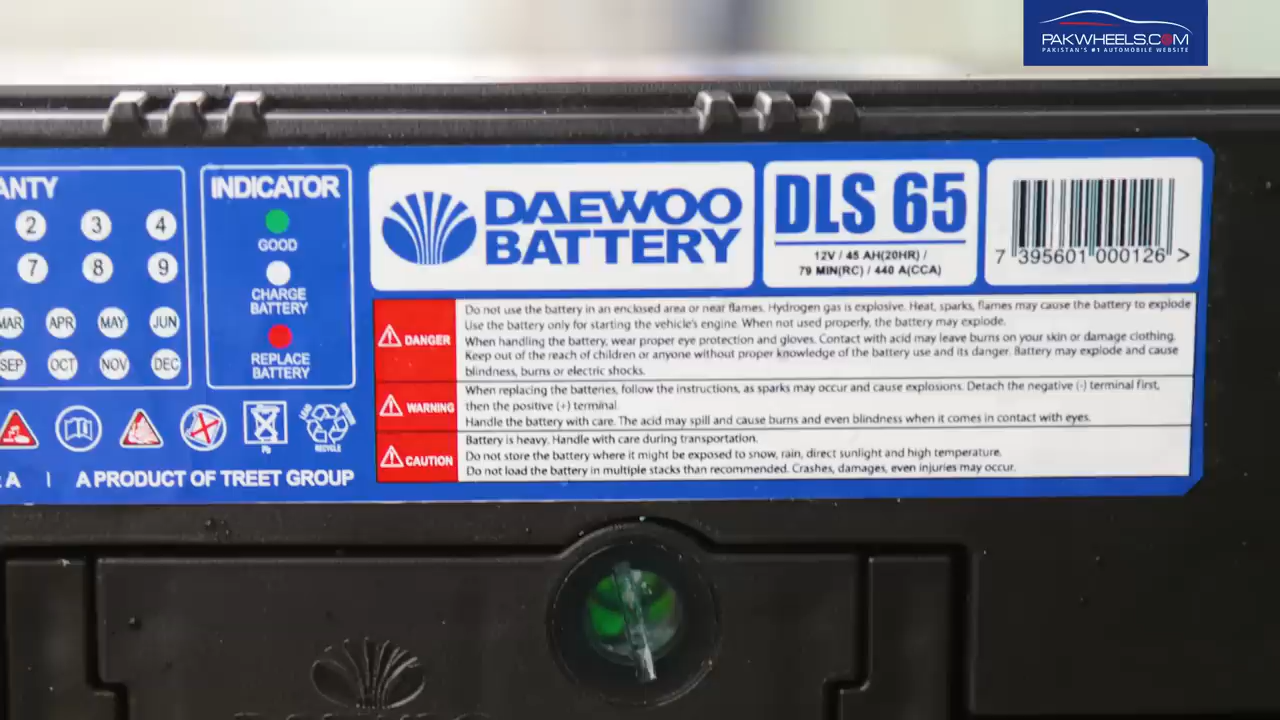 PAKWHEELS.COM
PAKISTAN'S #1 AUTOMOBILE WEBSITE
ANTY
2 3 4
7 8 9
MAR APR MAY JUN
SEP OCT NOV DEC
INDICATOR
GOOD
CHARGE
BATTERY
REPLACE
BATTERY
Pb
RECYCLE
A | A PRODUCT OF TREET GROUP
DAEWOO
BATTERY
DLS 65
12V / 45 AH(20HR) /
79 MIN(RC) / 440 A(CCA)
7 395601 000126 >
DANGER
Do not use the battery in an enclosed area or near flames. Hydrogen gas is explosive. Heat, sparks, flames may cause the battery to explode
Use the battery only for starting the vehicle's engine. When not used properly, the battery may explode.
When handling the battery, wear proper eye protection and gloves. Contact with acid may leave burns on your skin or damage clothing.
Keep out of the reach of children or anyone without proper knowledge of the battery use and its danger. Battery may explode and cause
blindness, burns or electric shocks.
WARNING
When replacing the batteries, follow the instructions, as sparks may occur and cause explosions. Detach the negative (-) terminal first,
then the positive (+) terminal.
Handle the battery with care. The acid may spill and cause burns and even blindness when it comes in contact with eyes.
CAUTION
Battery is heavy. Handle with care during transportation.
Do not store the battery where it might be exposed to snow, rain, direct sunlight and high temperature.
Do not load the battery in multiple stacks than recommended. Crashes, damages, even injuries may occur.